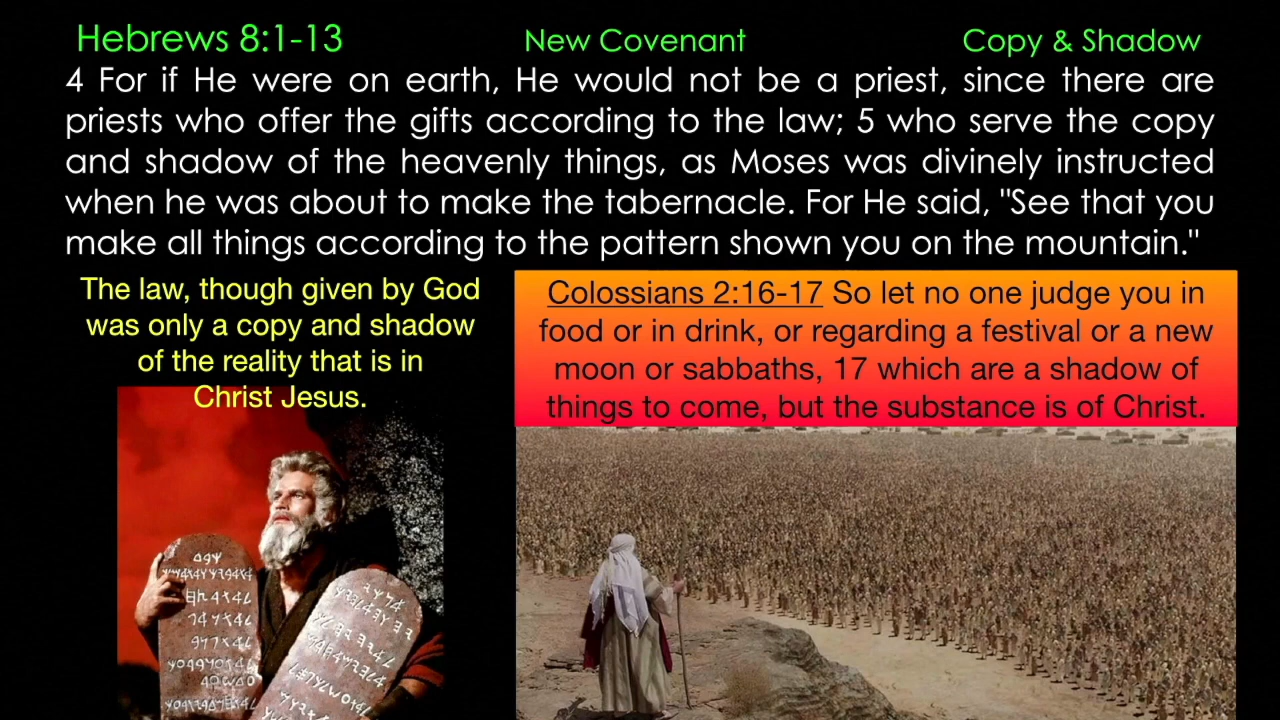 Hebrews 8:1-13 New Covenant Copy & Shadow
4 For if He were on earth, He would not be a priest, since there are
priests who offer the gifts according to the law; 5 who serve the copy
and shadow of the heavenly things, as Moses was divinely instructed
when he was about to make the tabernacle. For He said, "See that you
make all things according to the pattern shown you on the mountain."
The law, though given by God
was only a copy and shadow
of the reality that is in
Christ Jesus.
Colossians 2:16-17 So let no one judge you in
food or in drink, or regarding a festival or a new
moon or sabbaths, 17 which are a shadow of
things to come, but the substance is of Christ.